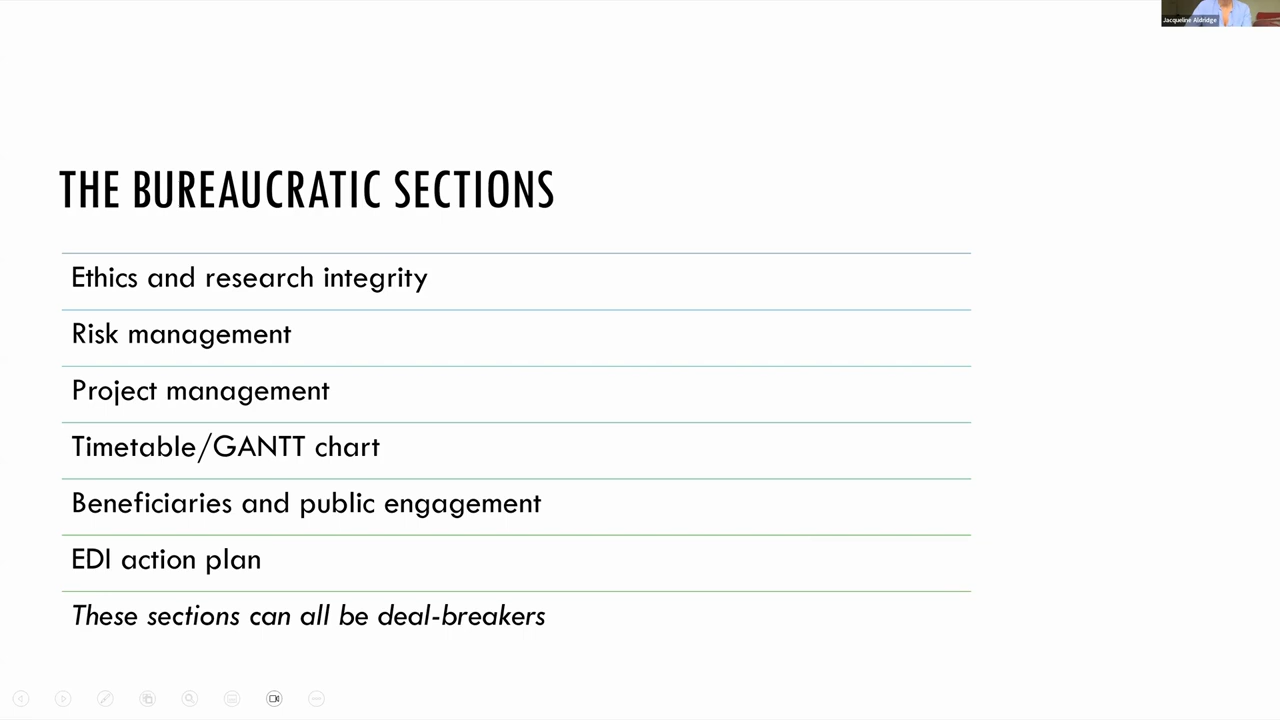 Jacqueline Aldridge
THE BUREAUCRATIC SECTIONS
Ethics and research integrity
Risk management
Project management
Timetable/GANTT chart
Beneficiaries and public engagement
EDI action plan
These sections can all be deal-breakers